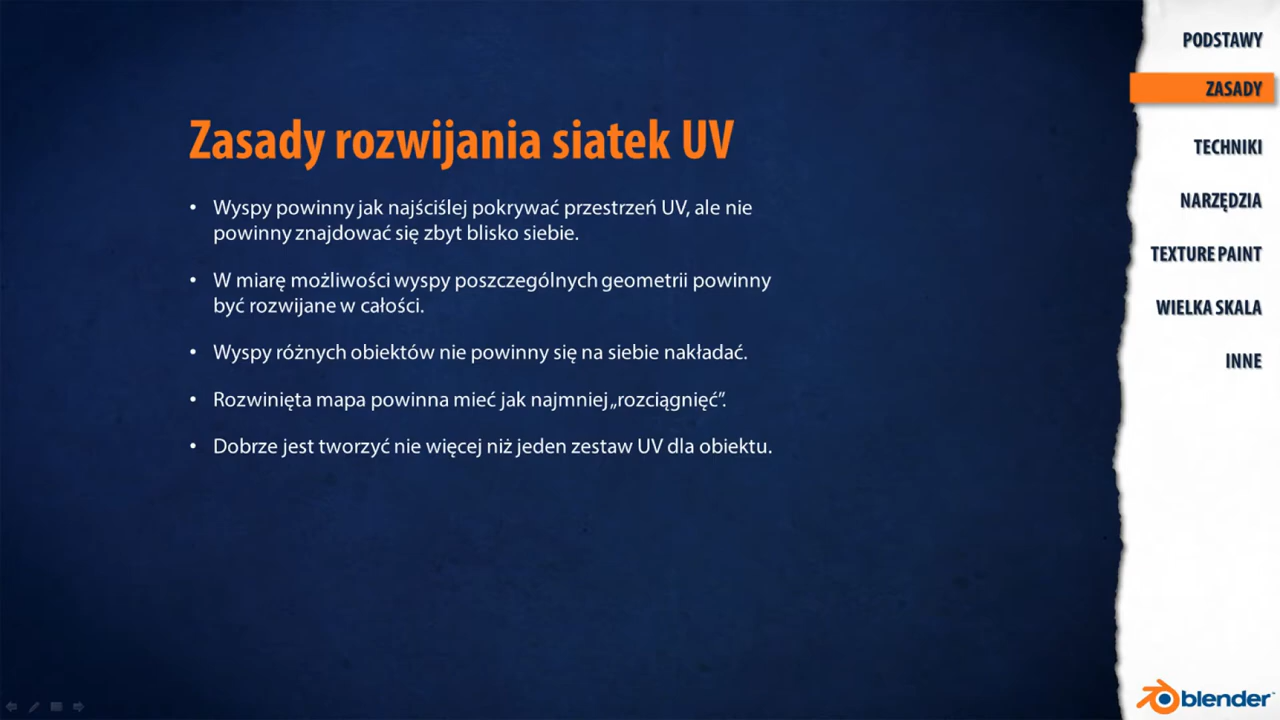 Zasady rozwijania siatek UV
• Wyspy powinny jak najściślej pokrywać przestrzeń UV, ale nie
powinny znajdować się zbyt blisko siebie.
• W miarę możliwości wyspy poszczególnych geometrii powinny
być rozwijane w całości.
• Wyspy różnych obiektów nie powinny się na siebie nakładać.
• Rozwinięta mapa powinna mieć jak najmniej „rozciągnięć”.
• Dobrze jest tworzyć nie więcej niż jeden zestaw UV dla obiektu.
PODSTAWY
ZASADY
TECHNIKI
NARZĘDZIA
TEXTURE PAINT
WIELKA SKALA
INNE
blender